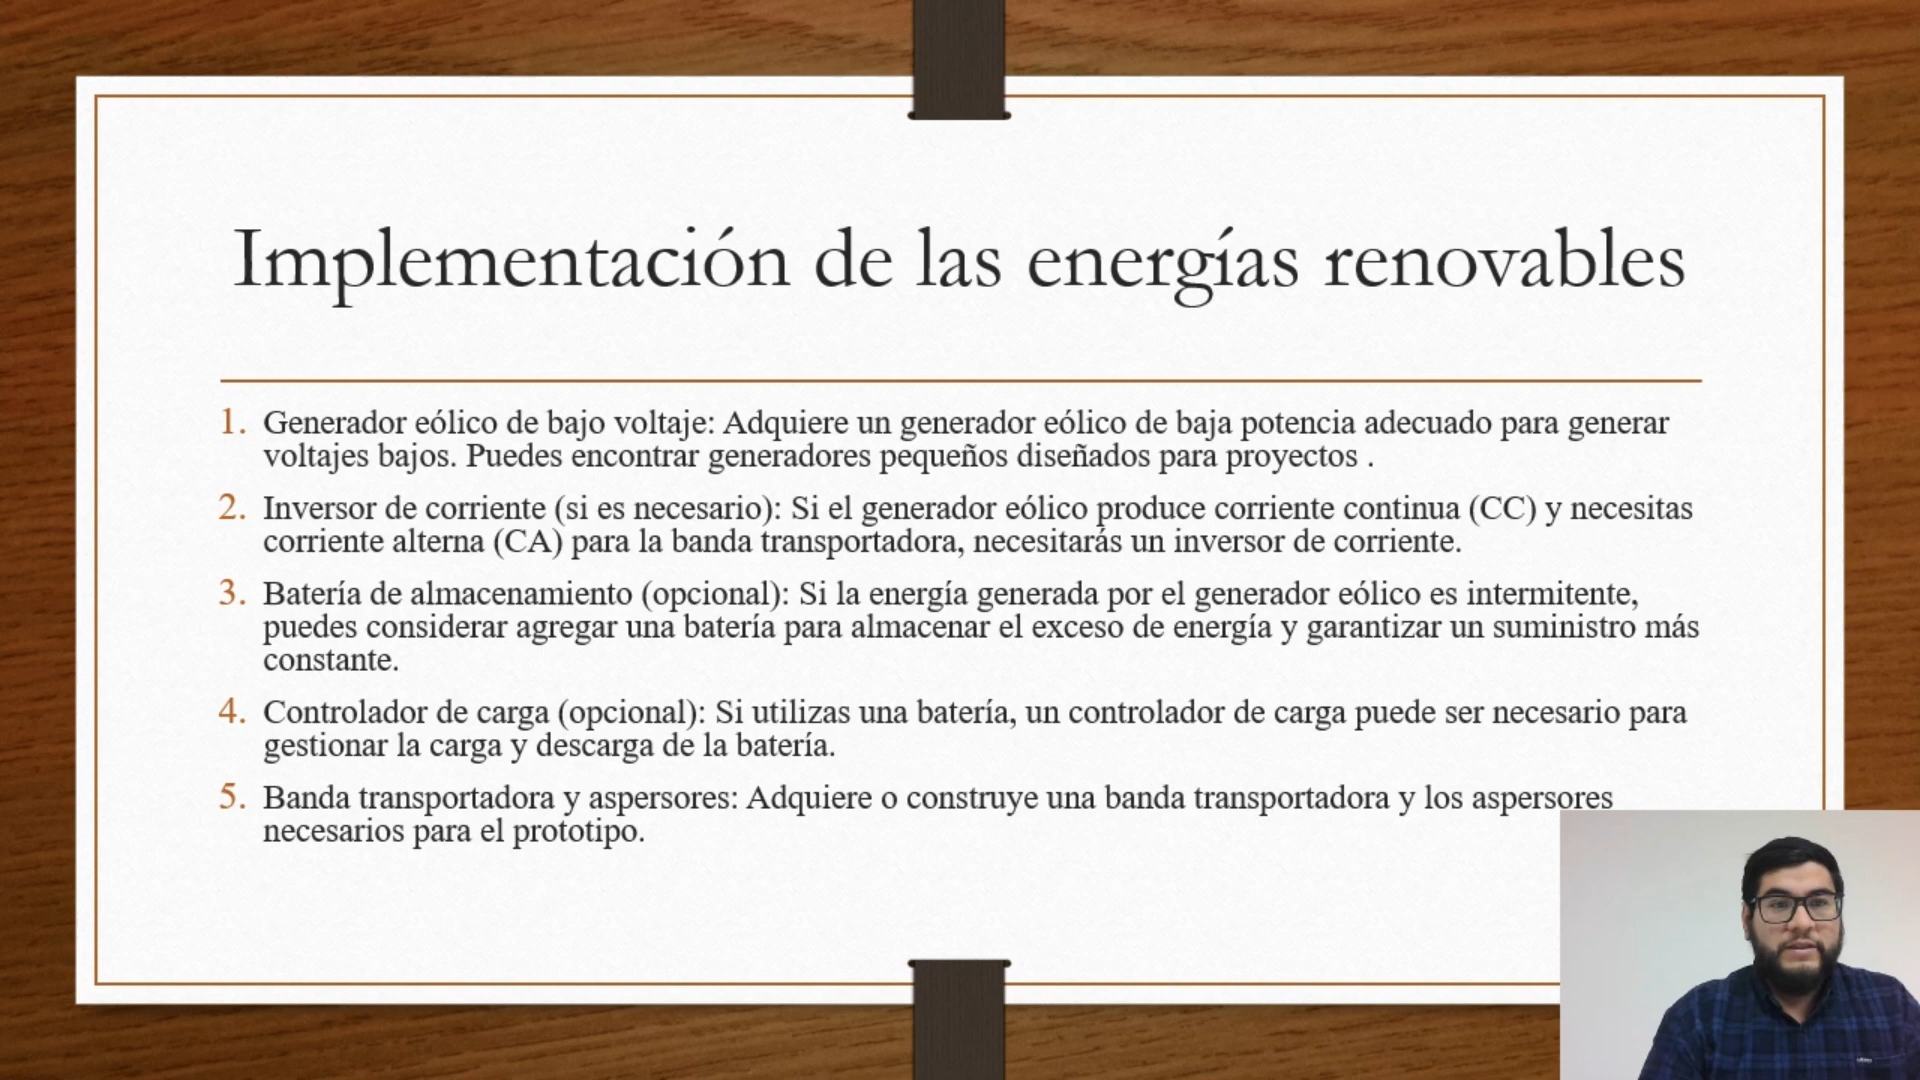 Implementación de las energías renovables
1. Generador eólico de bajo voltaje: Adquiere un generador eólico de baja potencia adecuado para generar
voltajes bajos. Puedes encontrar generadores pequeños diseñados para proyectos .
2. Inversor de corriente (si es necesario): Si el generador eólico produce corriente continua (CC) y necesitas
corriente alterna (CA) para la banda transportadora, necesitarás un inversor de corriente.
3. Batería de almacenamiento (opcional): Si la energía generada por el generador eólico es intermitente,
puedes considerar agregar una batería para almacenar el exceso de energía y garantizar un suministro más
constante.
4. Controlador de carga (opcional): Si utilizas una batería, un controlador de carga puede ser necesario para
gestionar la carga y descarga de la batería.
5. Banda transportadora y aspersores: Adquiere o construye una banda transportadora y los aspersores
necesarios para el prototipo.